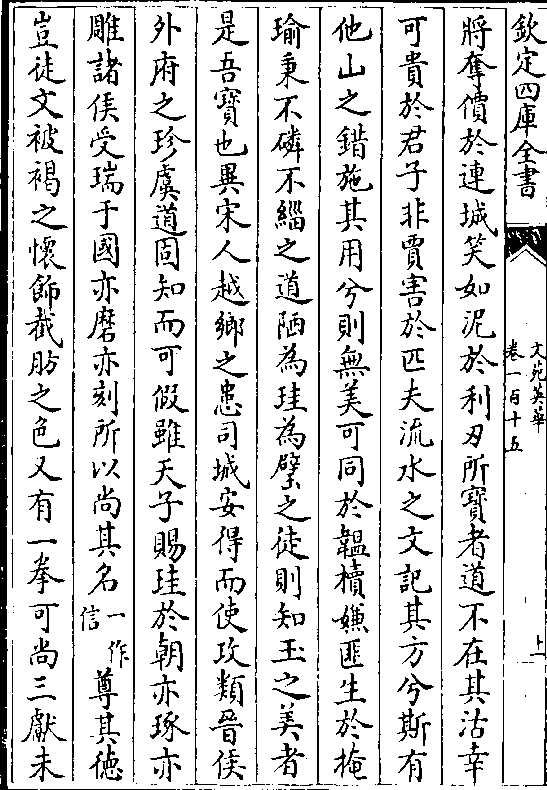 欽定四庫全書
文苑英華
卷一百十五
上
將奪價於連城笑如泥於利刃所寶者道不在其沽幸
可貴於君子非賈害於匹夫流水之文記其方兮斯有
他山之錯施其用兮則無美可同於韞櫝嫌匪生於掩
瑜秉不磷不緇之道陋為珪為璧之徒則知玉之美者
是吾寶也異宋人越鄉之患司城安得而使攻類晉侯
外府之珍虞道固知而可假雖天子賜珪於朝亦琢亦
雕諸侯受瑞于國亦磨亦刻所以尚其名一作信尊其徳
豈徒文被褐之懷飾截肪之色又有一拳可尚三獻未